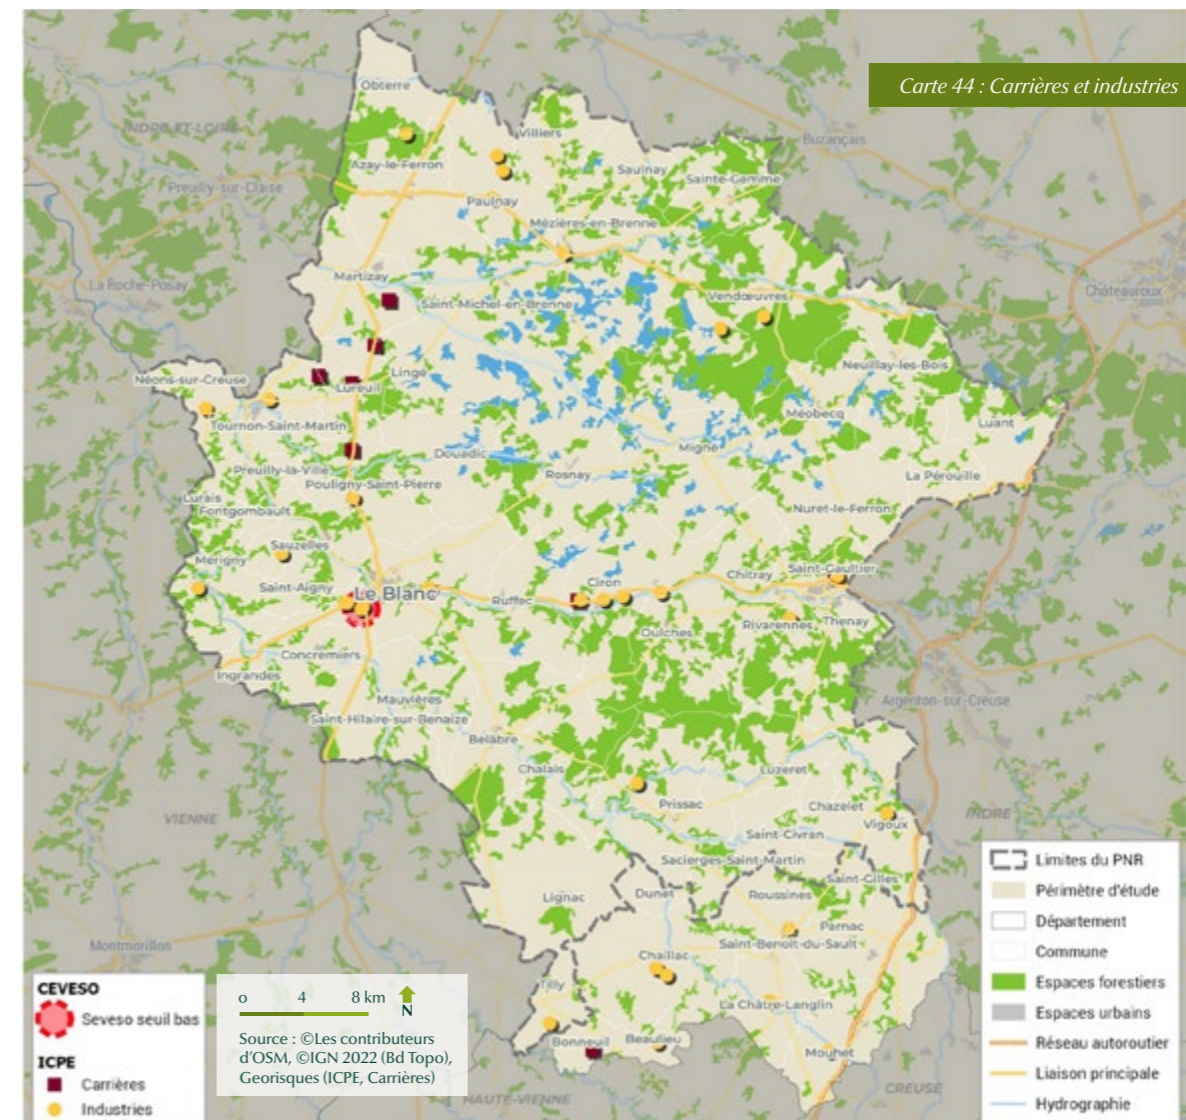 Carte 44 : Carrières et industries
Obterre
INDRE-ET-LOIRE
Villiers
Buzançais
Azay-le-Ferron
Saulnay
Sainte-Gemme
Preuilly-sur-Claise
Paulnay
Mézières-en-Brenne
Martizay
La Roche-Posay
Châteauroux
Saint-Michel-en-Brenne
Vendœuvres
Néons-sur-Creuse
Lingé
Lureuil
Neuillay-les-Bois
Tournon-Saint-Martin
Méobecq
Luant
Douadic
Migné
Preuilly-la-Ville
Rosnay
La Pérouille
Pouligny-Saint-Pierre
Lurais
Fontgombault
Nuret-le-Ferron
Sauzelles
Mérigny
Saint-Aigny
Le Blanc
Ciron
Chitray
Saint-Gaultier
Ruffec
Oulches
Rivarennes
Thenay
Concremiers
Ingrandes
Mauvières
Argenton-sur-Creuse
Saint-Hilaire-sur-Benaize
Belâbre
Chalais
Luzeret
Prissac
Chazelet
VIENNE
INDRE
Vigoux
Saint-Civran
Sacierges-Saint-Martin
Saint-Gilles
Dunet
Roussines
Lignac
Parnac
Saint-Benoît-du-Sault
Montmorillon
Chaillac
Tilly
La Châtre-Langlin
Bonneuil
Beaulieu
Mouhet
HAUTE-VIENNE
CREUSE
CEVESO
Seveso seuil bas
ICPE
Carrières
Industries
0 4 8 km
N
Source : ©Les contributeurs
d'OSM, ©IGN 2022 (Bd Topo),
Georisques (ICPE, Carrières)
Limites du PNR
Périmètre d'étude
Département
Commune
Espaces forestiers
Espaces urbains
Réseau autoroutier
Liaison principale
Hydrographie